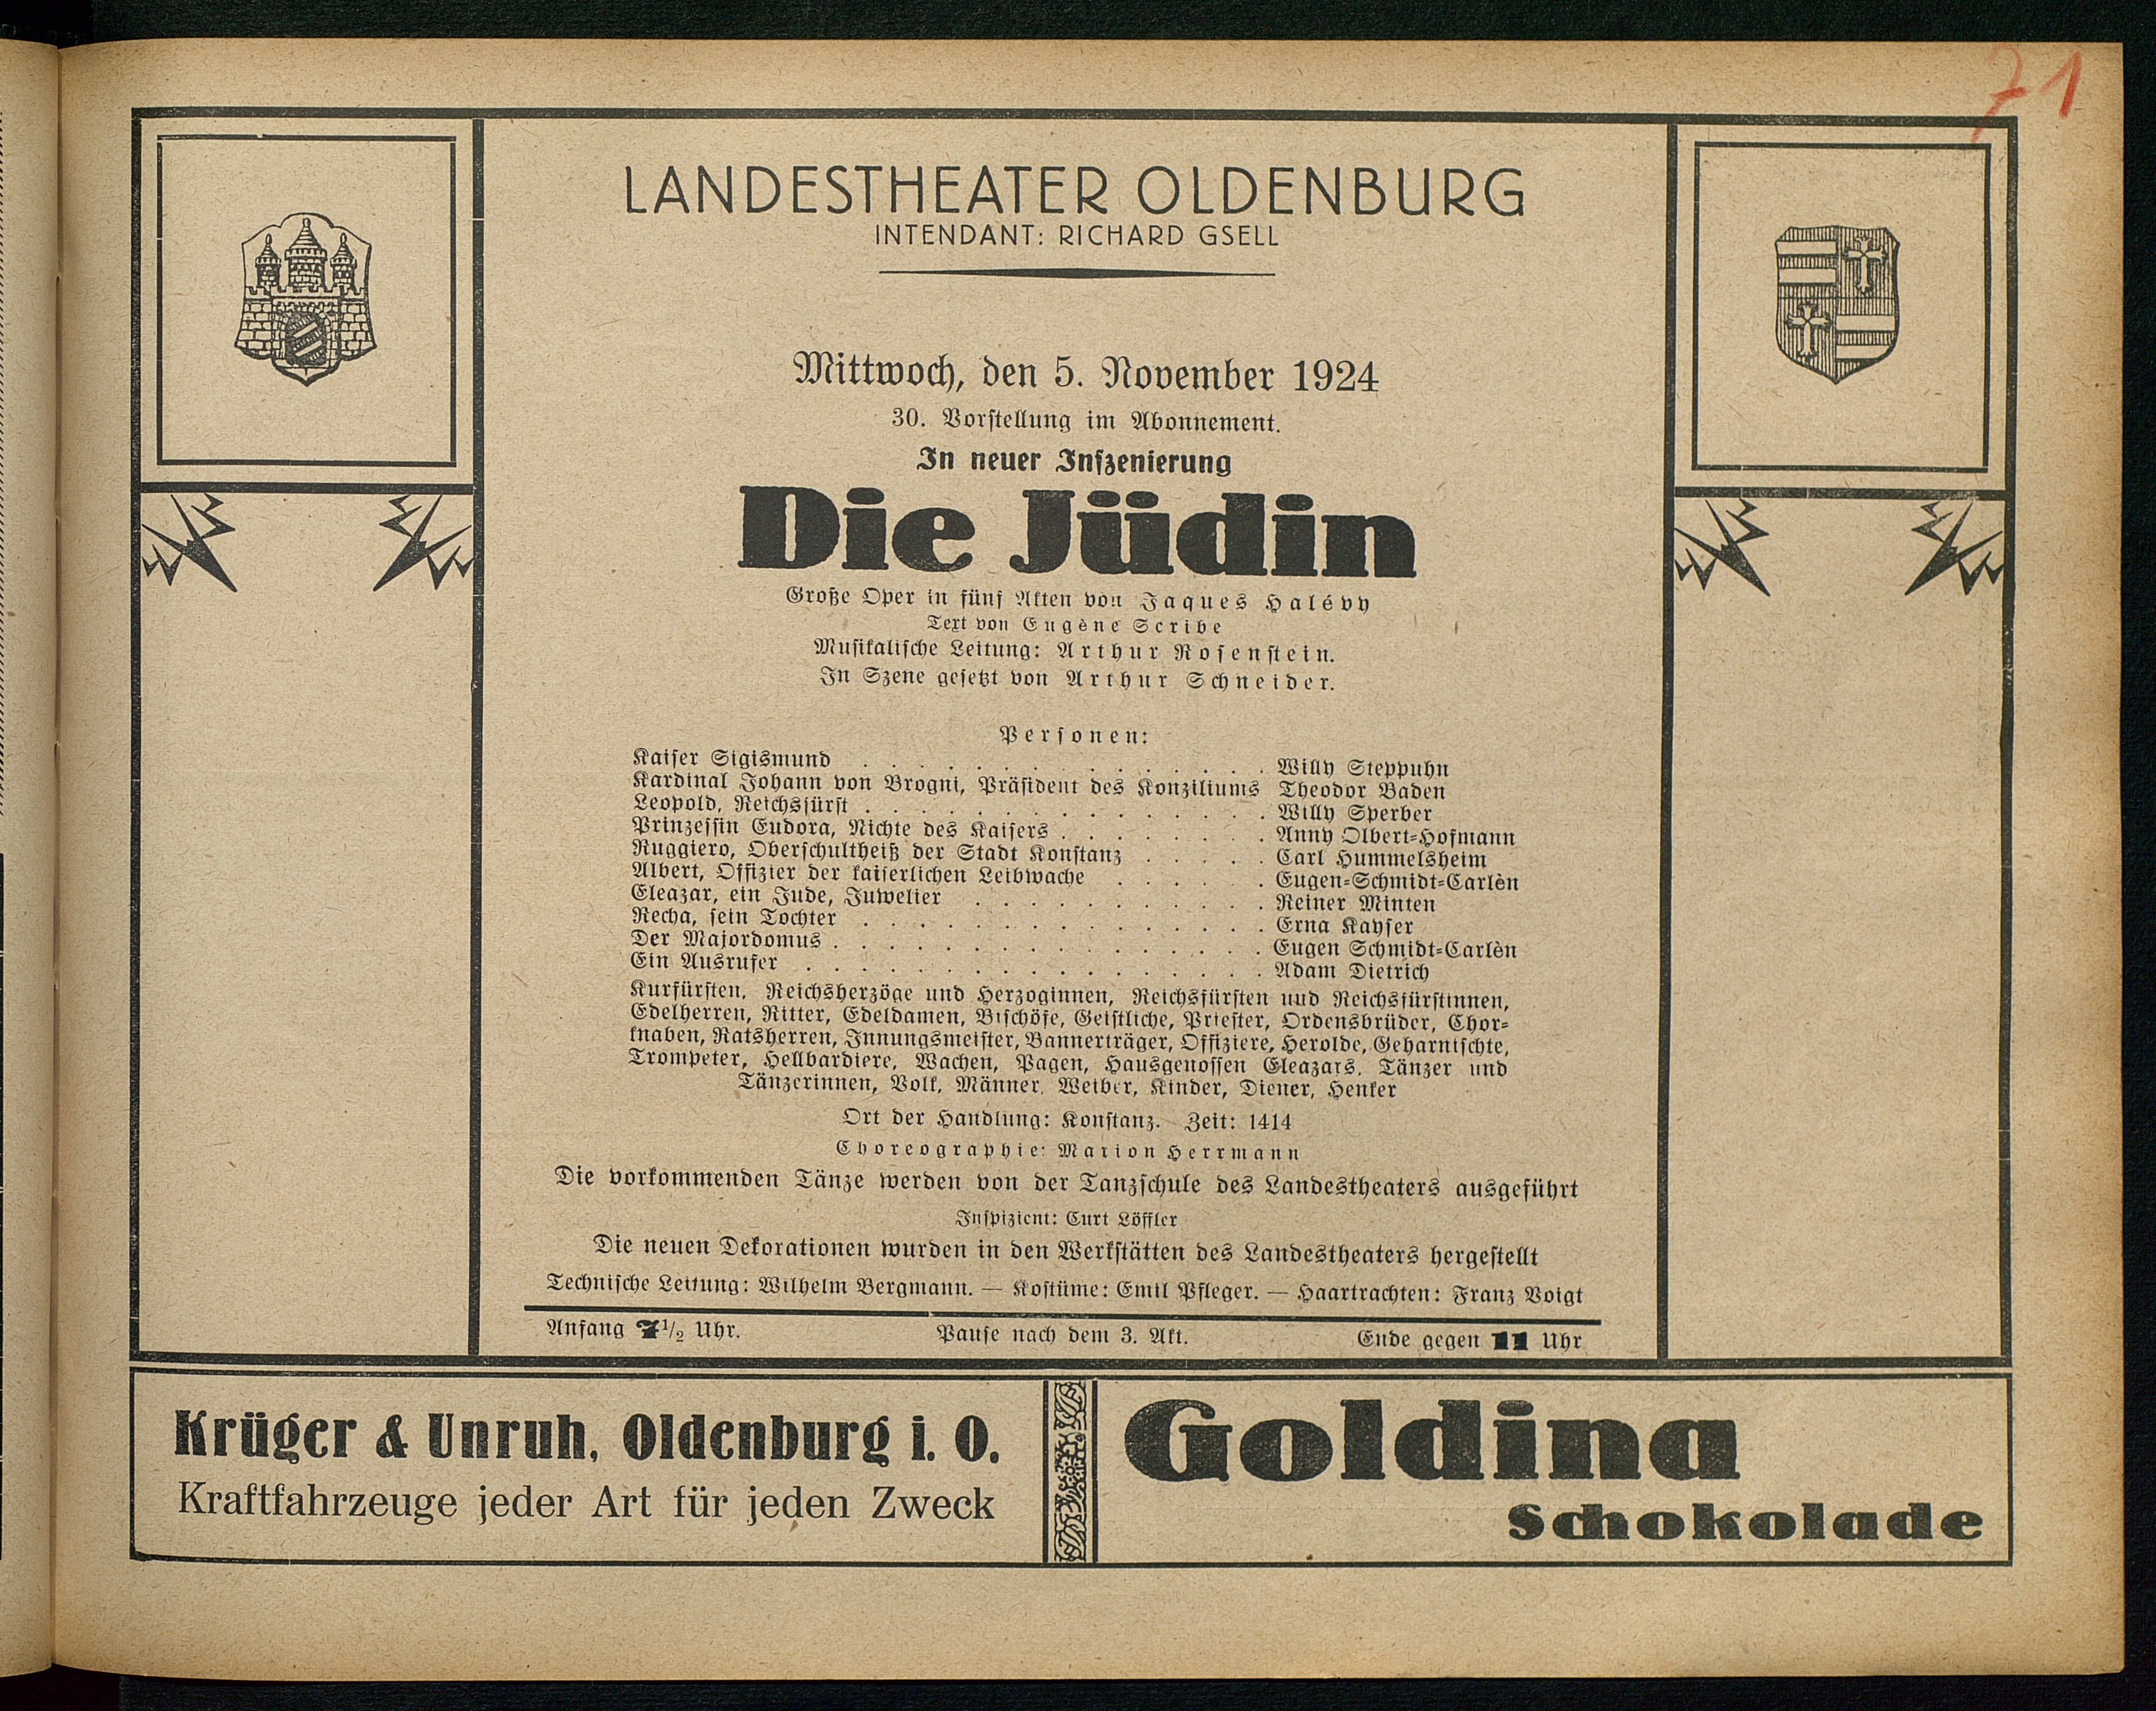 71
LANDESTHEATER OLDENBURG
INTENDANT: RICHARD GSELL
Mittwoch, den 5. November 1924
30. Vorstellung im Abonnement.
In neuer Inszenierung
Die Jüdin
Große Oper in fünf Akten von Jaques Halévy
Text von Eugène Scribe
Musikalische Leitung: Arthur Rosenstein.
In Szene gesetzt von Arthur Schneider.
Personen:
Kaiser Sigismund . . . . . . . . . . . . . . . Willy Steppuhn
Kardinal Johann von Brogni, Präsident des Konziliums Theodor Baden
Leopold, Reichsfürst . . . . . . . . . . . . . . . Willy Sperber
Prinzessin Eudora, Nichte des Kaisers . . . . . . . . Anny Olbert-Hofmann
Ruggiero, Oberschultheiß der Stadt Konstanz . . . . . Carl Hummelsheim
Albert, Offizier der kaiserlichen Leibwache . . . . . . Eugen-Schmidt-Carlèn
Eleazar, ein Jude, Juwelier . . . . . . . . . . . Reiner Minten
Recha, sein Tochter . . . . . . . . . . . . . . . Erna Kayser
Der Majordomus . . . . . . . . . . . . . . . . Eugen Schmidt-Carlèn
Ein Ausrufer . . . . . . . . . . . . . . . . . Adam Dietrich
Kurfürsten, Reichsherzöge und Herzoginnen, Reichsfürsten und Reichsfürstinnen,
Edelherren, Ritter, Edeldamen, Bischöfe, Geistliche, Priester, Ordensbrüder, Chor-
knaben, Ratsherren, Innungsmeister, Bannerträger, Offiziere, Herolde, Geharnischte,
Trompeter, Hellbardiere, Wachen, Pagen, Hausgenossen Eleazars, Tänzer und
Tänzerinnen, Volk, Männer, Weiber, Kinder, Diener, Henker
Ort der Handlung: Konstanz. Zeit: 1414
Choreographie: Marion Herrmann
Die vorkommenden Tänze werden von der Tanzschule des Landestheaters ausgeführt
Inspizient: Curt Löffler
Die neuen Dekorationen wurden in den Werkstätten des Landestheaters hergestellt
Technische Leitung: Wilhelm Bergmann. — Kostüme: Emil Pfleger. — Haartrachten: Franz Voigt
Anfang 7 1/2 Uhr. Pause nach dem 3. Akt. Ende gegen 11 Uhr
Krüger & Unruh, Oldenburg i. O.
Kraftfahrzeuge jeder Art für jeden Zweck
Goldina
Schokolade